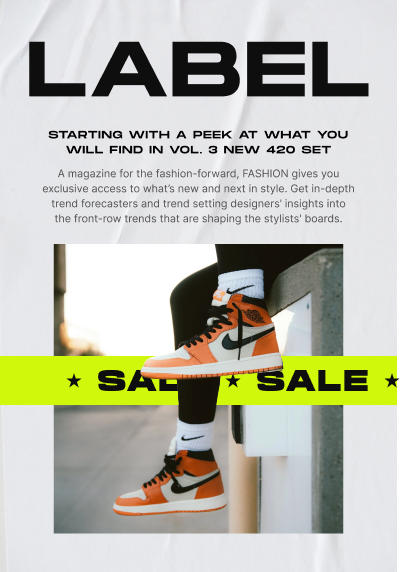 LABEL
STARTING WITH A PEEK AT WHAT YOU
WILL FIND IN VOL. 3 NEW 420 SET
A magazine for the fashion-forward, FASHION gives you
exclusive access to what's new and next in style. Get in-depth
trend forecasters and trend setting designers' insights into
the front-row trends that are shaping the stylists' boards.
★ SAL ★ SALE ★